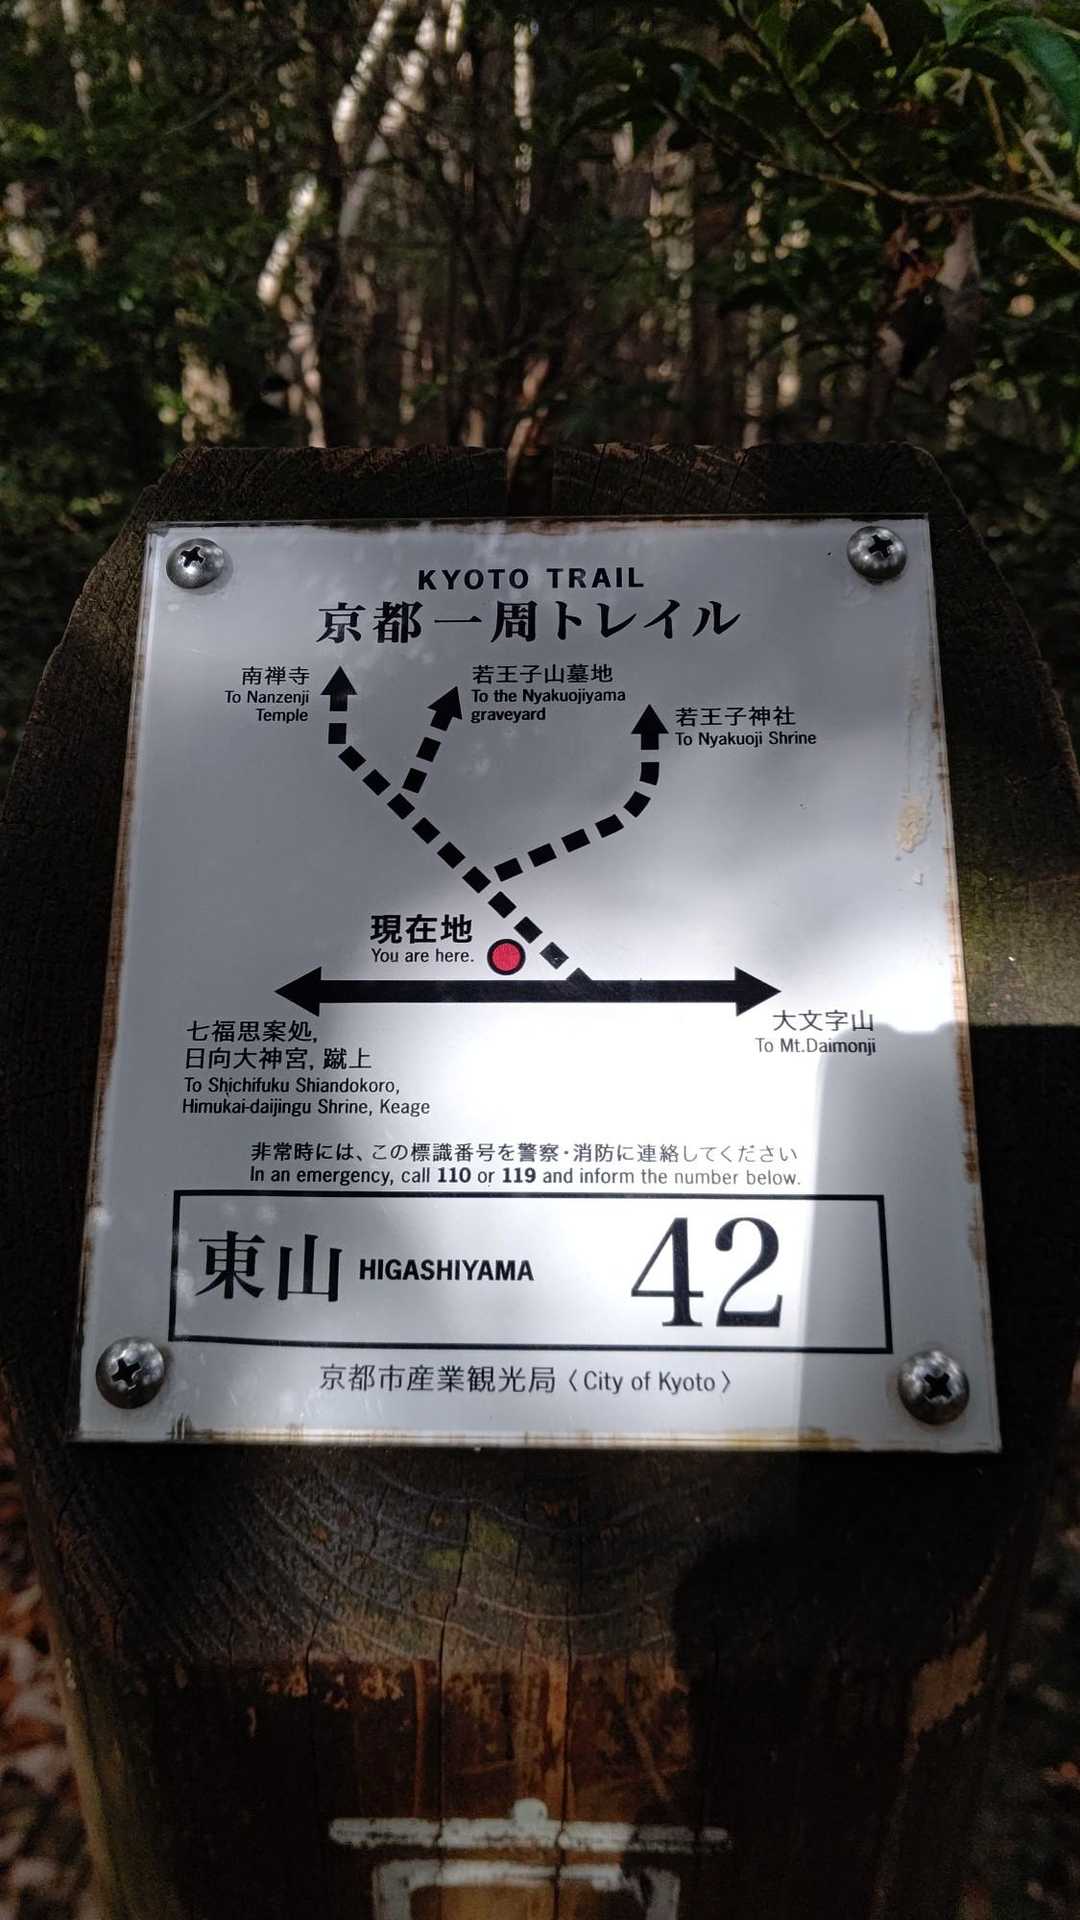 KYOTO TRAIL
京都一周トレイル
南禅寺
To Nanzenji
Temple
若王子山墓地
To the Nyakuojiyama
graveyard
若王子神社
To Nyakuoji Shrine
現在地
You are here.
七福思案処,
日向大神宮, 蹴上
To Shichifuku Shiandokoro,
Himukai-daijingu Shrine, Keage
大文字山
To Mt.Daimonji
非常時には、この標識番号を警察・消防に連絡してください
In an emergency, call 110 or 119 and inform the number below.
東山 HIGASHIYAMA 42
京都市産業観光局〈City of Kyoto〉